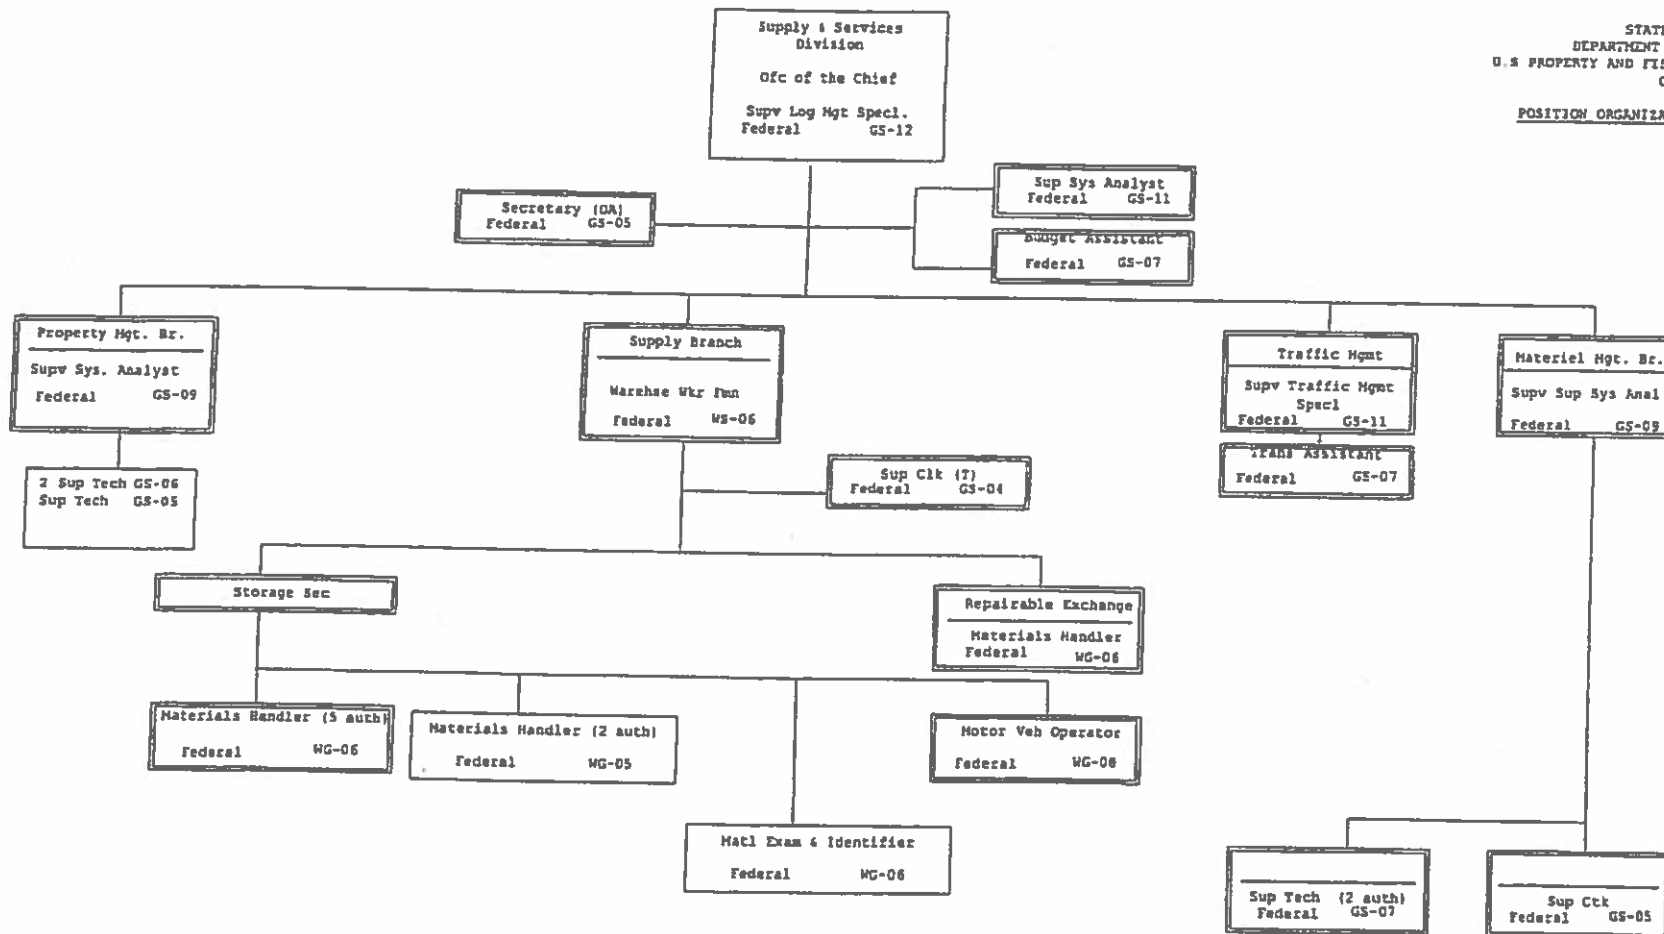 Supply & Services
Division
Ofc of the Chief
Supv Log Mgt Specl.
Federal GS-12
STATE
DEPARTMENT
U.S PROPERTY AND FIS
POSITION ORGANIZA
Secretary (OA)
Federal GS-05
Sup Sys Analyst
Federal GS-11
Budget Assistant
Federal GS-07
Property Mgt. Br.
Supv Sys. Analyst
Federal GS-09
Supply Branch
Warehse Wkr Fmn
Federal WS-06
Traffic Mgmt
Supv Traffic Mgmt
Specl
Federal GS-11
Materiel Mgt. Br.
Supv Sup Sys Anal
Federal GS-09
Trans Assistant
Federal GS-07
2 Sup Tech GS-06
Sup Tech GS-05
Sup Clk (T)
Federal GS-04
Storage Sec
Repairable Exchange
Materials Handler
Federal WG-06
Materials Handler (5 auth)
Federal WG-06
Materials Handler (2 auth)
Federal WG-05
Motor Veh Operator
Federal WG-08
Matl Exam & Identifier
Federal WG-06
Sup Tech (2 auth)
Federal GS-07
Sup Ctk
Federal GS-05